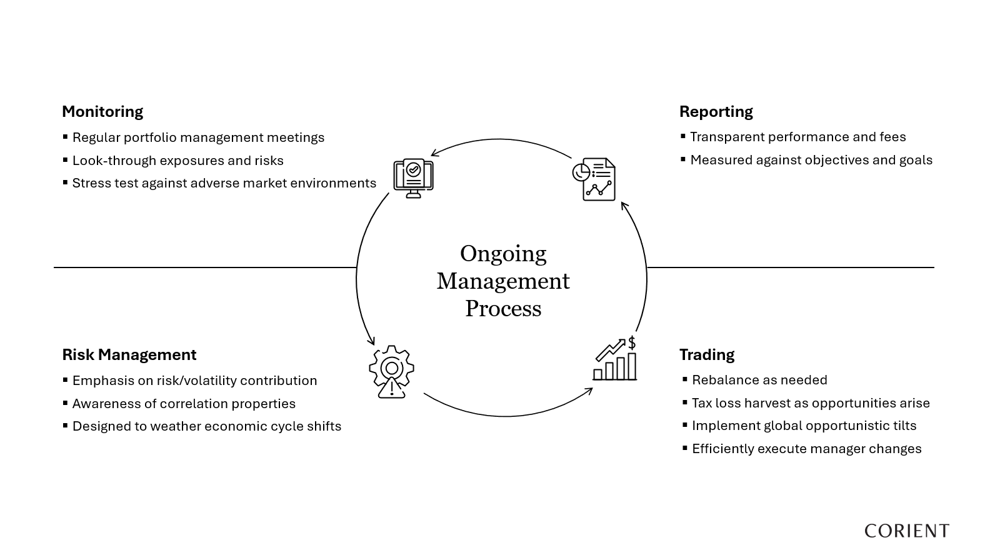 Monitoring
▪ Regular portfolio management meetings
▪ Look-through exposures and risks
▪ Stress test against adverse market environments
Reporting
▪ Transparent performance and fees
▪ Measured against objectives and goals
Ongoing
Management
Process
Risk Management
▪ Emphasis on risk/volatility contribution
▪ Awareness of correlation properties
▪ Designed to weather economic cycle shifts
$
Trading
▪ Rebalance as needed
▪ Tax loss harvest as opportunities arise
▪ Implement global opportunistic tilts
▪ Efficiently execute manager changes
CORIENT